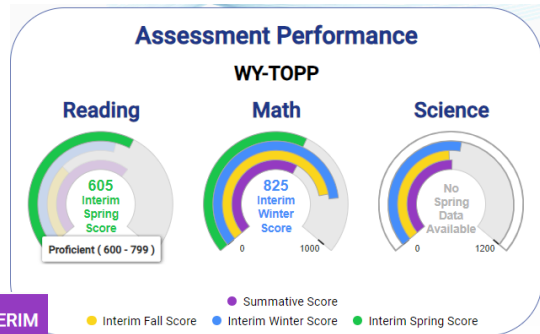 Assessment Performance
WY-TOPP
Reading
Math
Science
605
Interim
Spring
Score
Proficient ( 600 - 799 )
825
Interim
Winter
Score
0
1000
No
Spring
Data
Available
0
1200
Summative Score
Interim Fall Score
Interim Winter Score
Interim Spring Score
ERIM